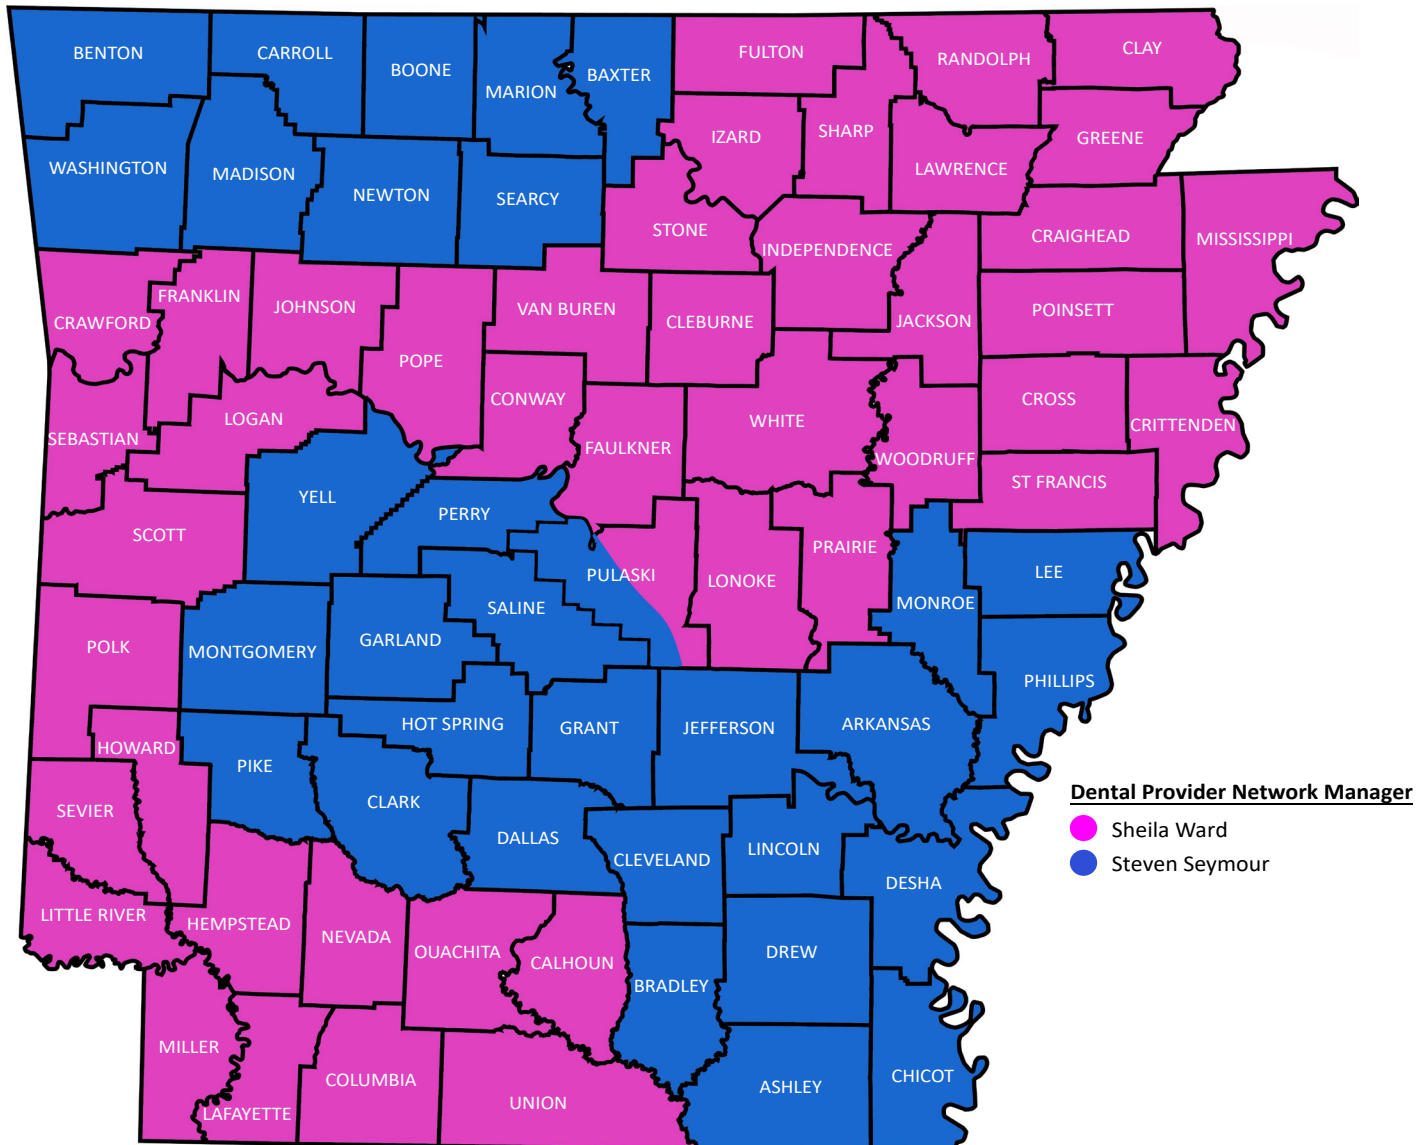 BENTON
CARROLL
BOONE
MARION
BAXTER
FULTON
RANDOLPH
CLAY
IZARD
SHARP
LAWRENCE
GREENE
WASHINGTON
MADISON
NEWTON
SEARCY
STONE
INDEPENDENCE
CRAIGHEAD
MISSISSIPPI
CRAWFORD
FRANKLIN
JOHNSON
POPE
VAN BUREN
CLEBURNE
JACKSON
POINSETT
SEBASTIAN
LOGAN
CONWAY
FAULKNER
WHITE
WOODRUFF
CROSS
CRITTENDEN
ST FRANCIS
SCOTT
YELL
PERRY
PULASKI
LONOKE
PRAIRIE
MONROE
LEE
POLK
MONTGOMERY
GARLAND
SALINE
PHILLIPS
HOWARD
PIKE
HOT SPRING
GRANT
JEFFERSON
ARKANSAS
SEVIER
CLARK
DALLAS
CLEVELAND
LINCOLN
DESHA
Dental Provider Network Manager
Sheila Ward
Steven Seymour
LITTLE RIVER
HEMPSTEAD
NEVADA
OUACHITA
CALHOUN
BRADLEY
DREW
MILLER
LAFAYETTE
COLUMBIA
UNION
ASHLEY
CHICOT